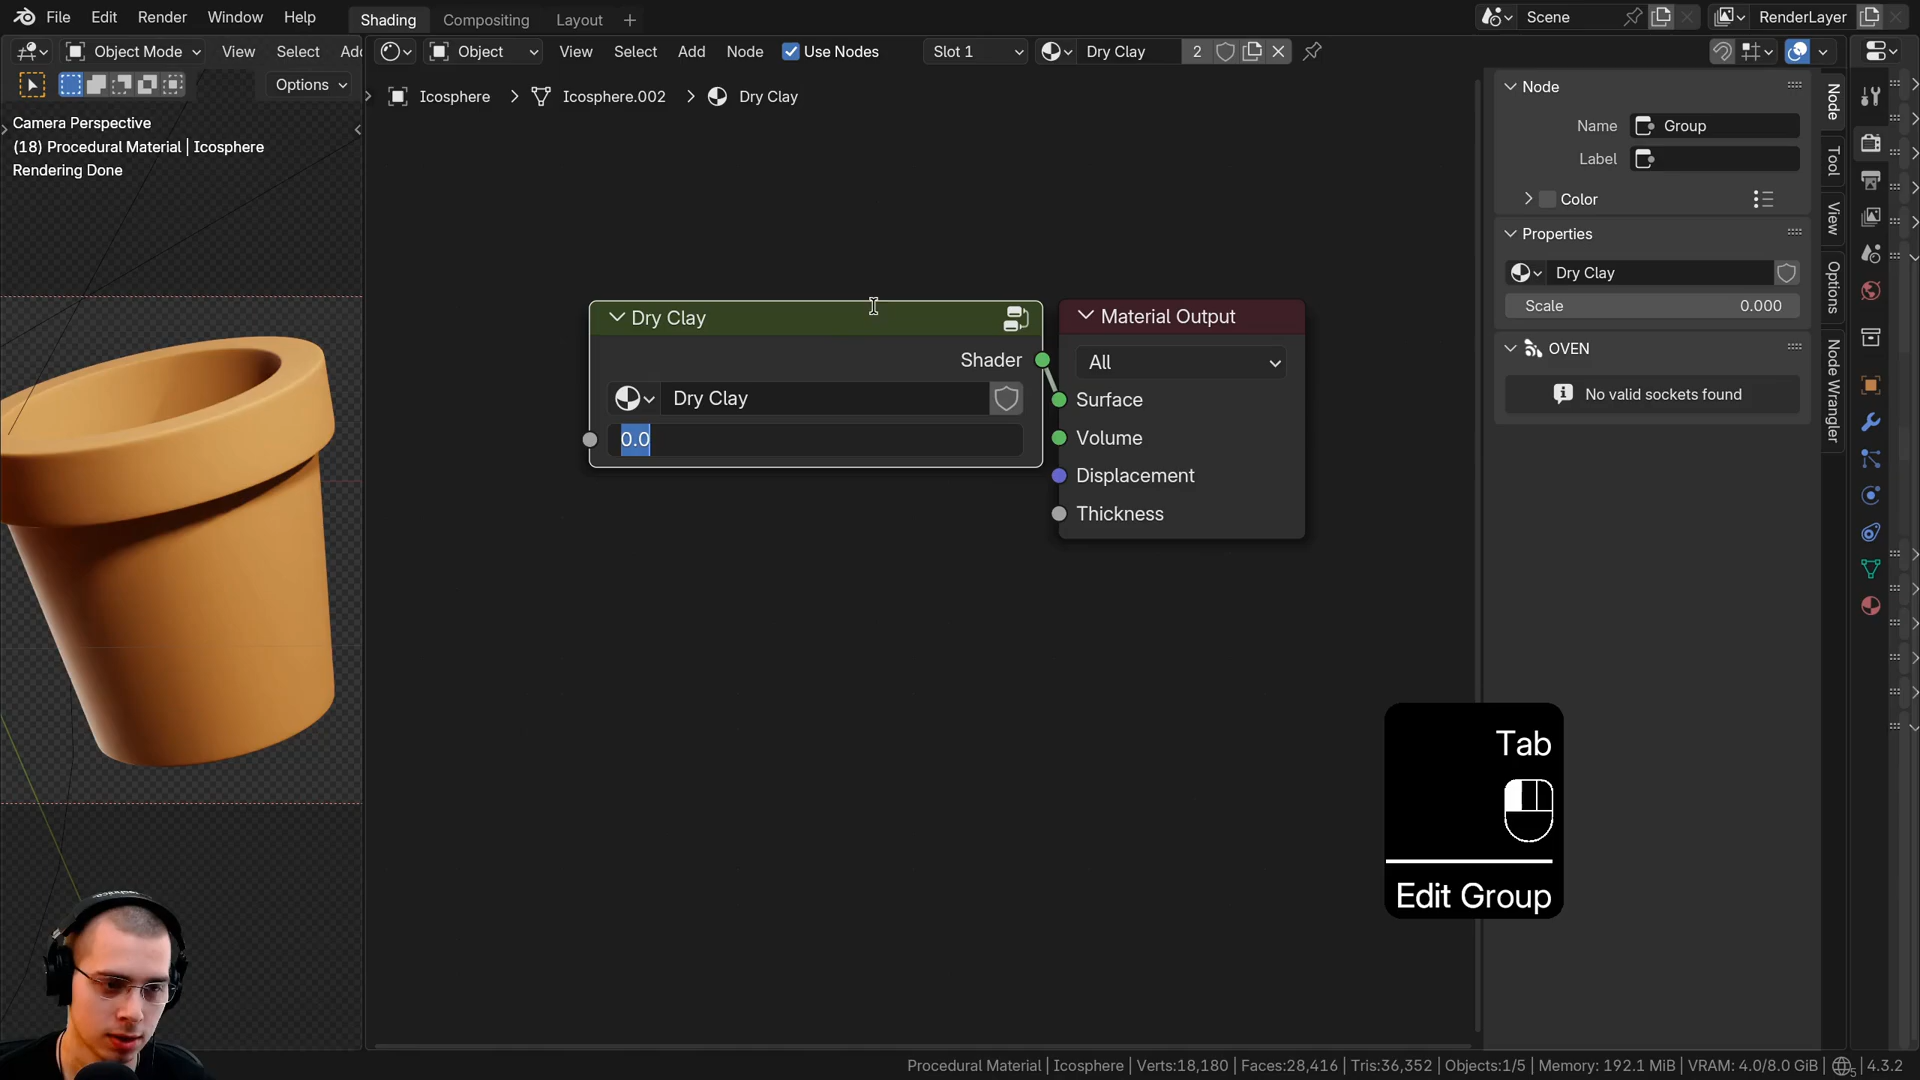 File Edit Render Window Help Shading Compositing Layout + Scene RenderLayer
Object Mode View Select Ad Object View Select Add Node Use Nodes Slot 1 Dry Clay 2
Options
Icosphere > Icosphere.002 > Dry Clay
Camera Perspective
(18) Procedural Material | Icosphere
Rendering Done
Dry Clay
Shader
Dry Clay
0.0
Material Output
All
Surface
Volume
Displacement
Thickness
Node
Name Group
Label
Color
Properties
Dry Clay
Scale 0.000
OVEN
No valid sockets found
Node
Tool
View
Options
Node Wrangler
Tab
Edit Group
Procedural Material | Icosphere | Verts:18,180 | Faces:28,416 | Tris:36,352 | Objects:1/5 | Memory: 192.1 MiB | VRAM: 4.0/8.0 GiB | 5 | 4.3.2